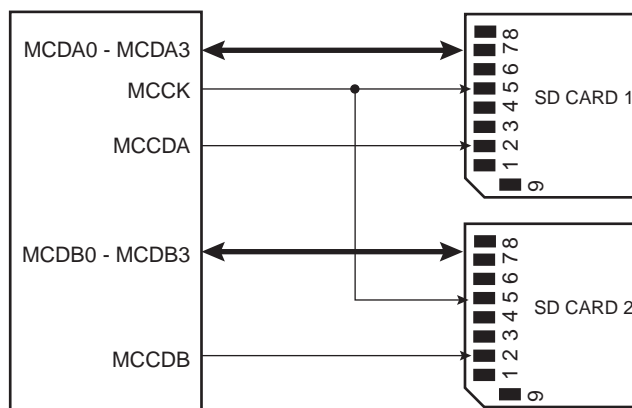 MCDA0 - MCDA3
MCCK
MCCDA
MCDB0 - MCDB3
MCCDB
1 2 3 4 5 6 7 8
9
SD CARD 1
1 2 3 4 5 6 7 8
9
SD CARD 2